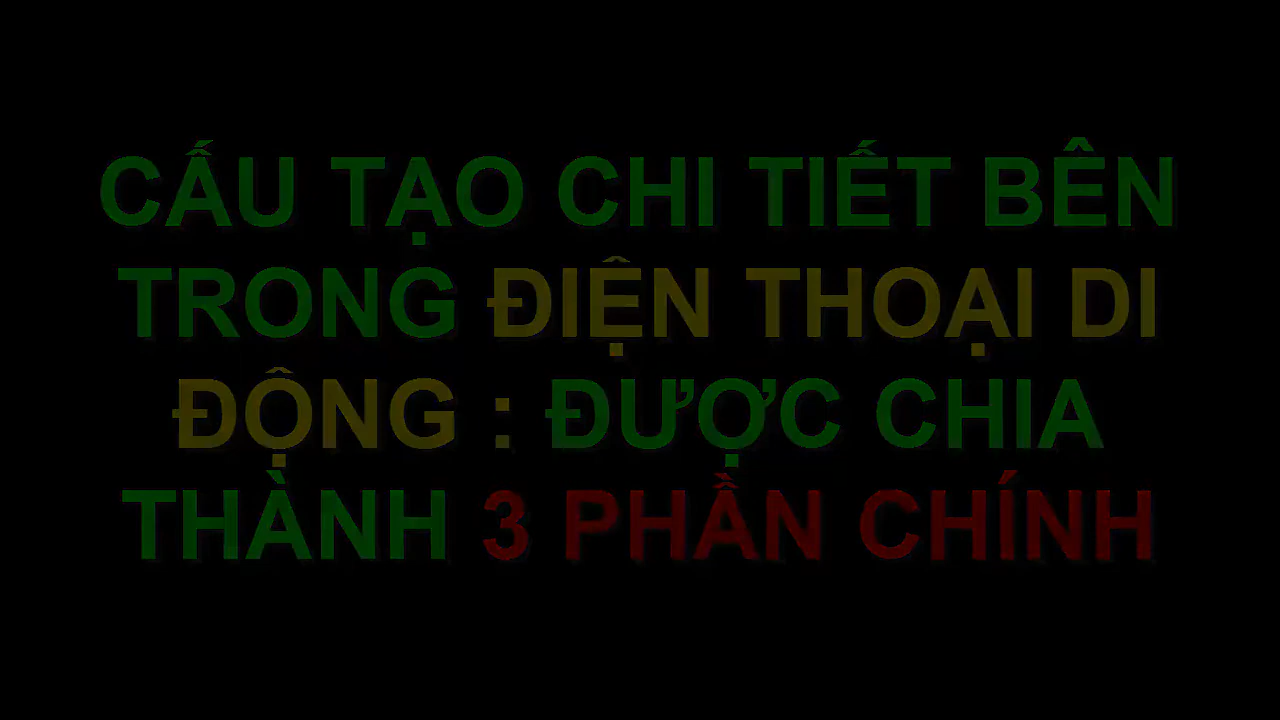 CẤU TẠO CHI TIẾT BÊN
TRONG ĐIỆN THOẠI DI
ĐỘNG : ĐƯỢC CHIA
THÀNH 3 PHẦN CHÍNH